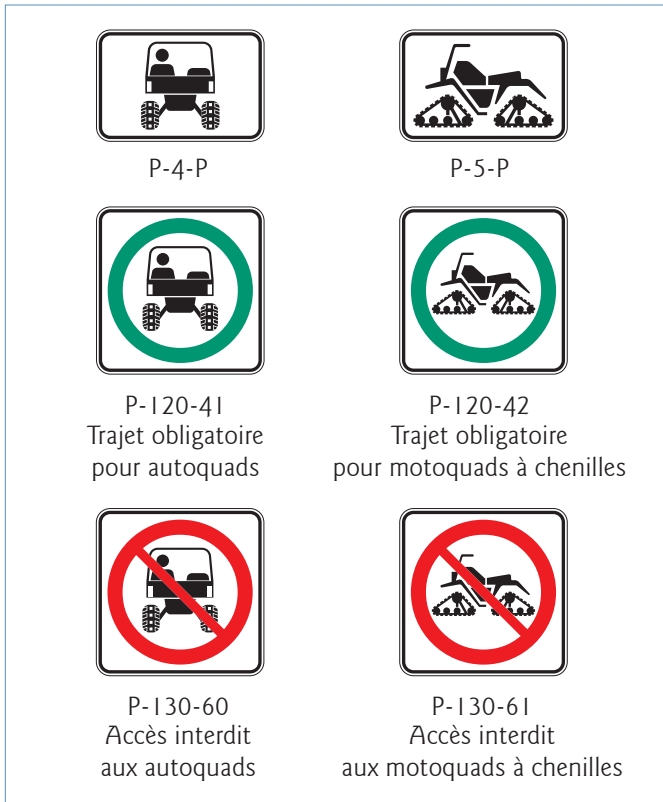 P-4-P
P-5-P
P-120-41
Trajet obligatoire
pour autoquads
P-120-42
Trajet obligatoire
pour motoquads à chenilles
P-130-60
Accès interdit
aux autoquads
P-130-61
Accès interdit
aux motoquads à chenilles